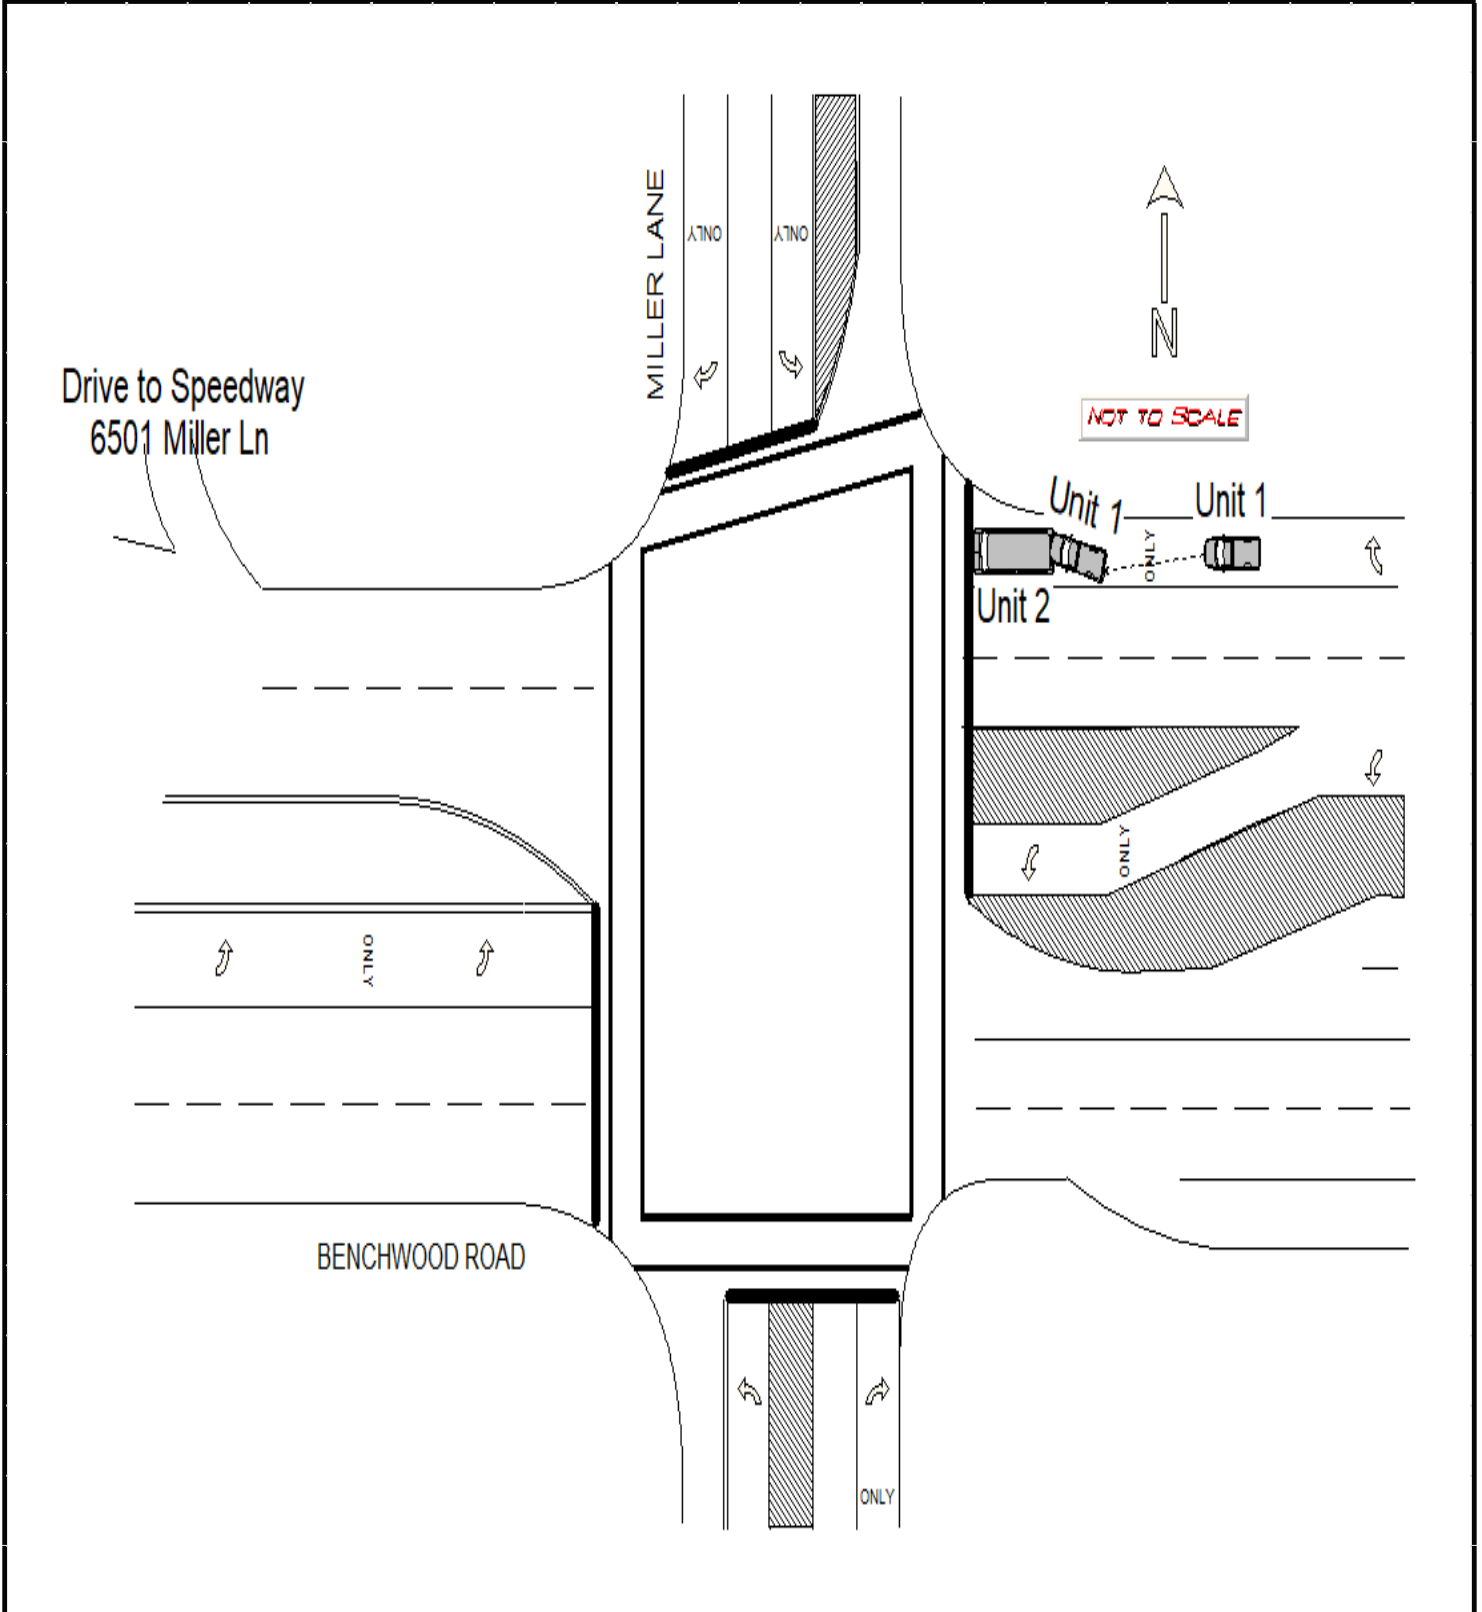 MILLER LANE
ONLY
ONLY
N
Drive to Speedway
6501 Miller Ln
NOT TO SCALE
Unit 1
Unit 1
ONLY
Unit 2
ONLY
ONLY
BENCHWOOD ROAD
ONLY